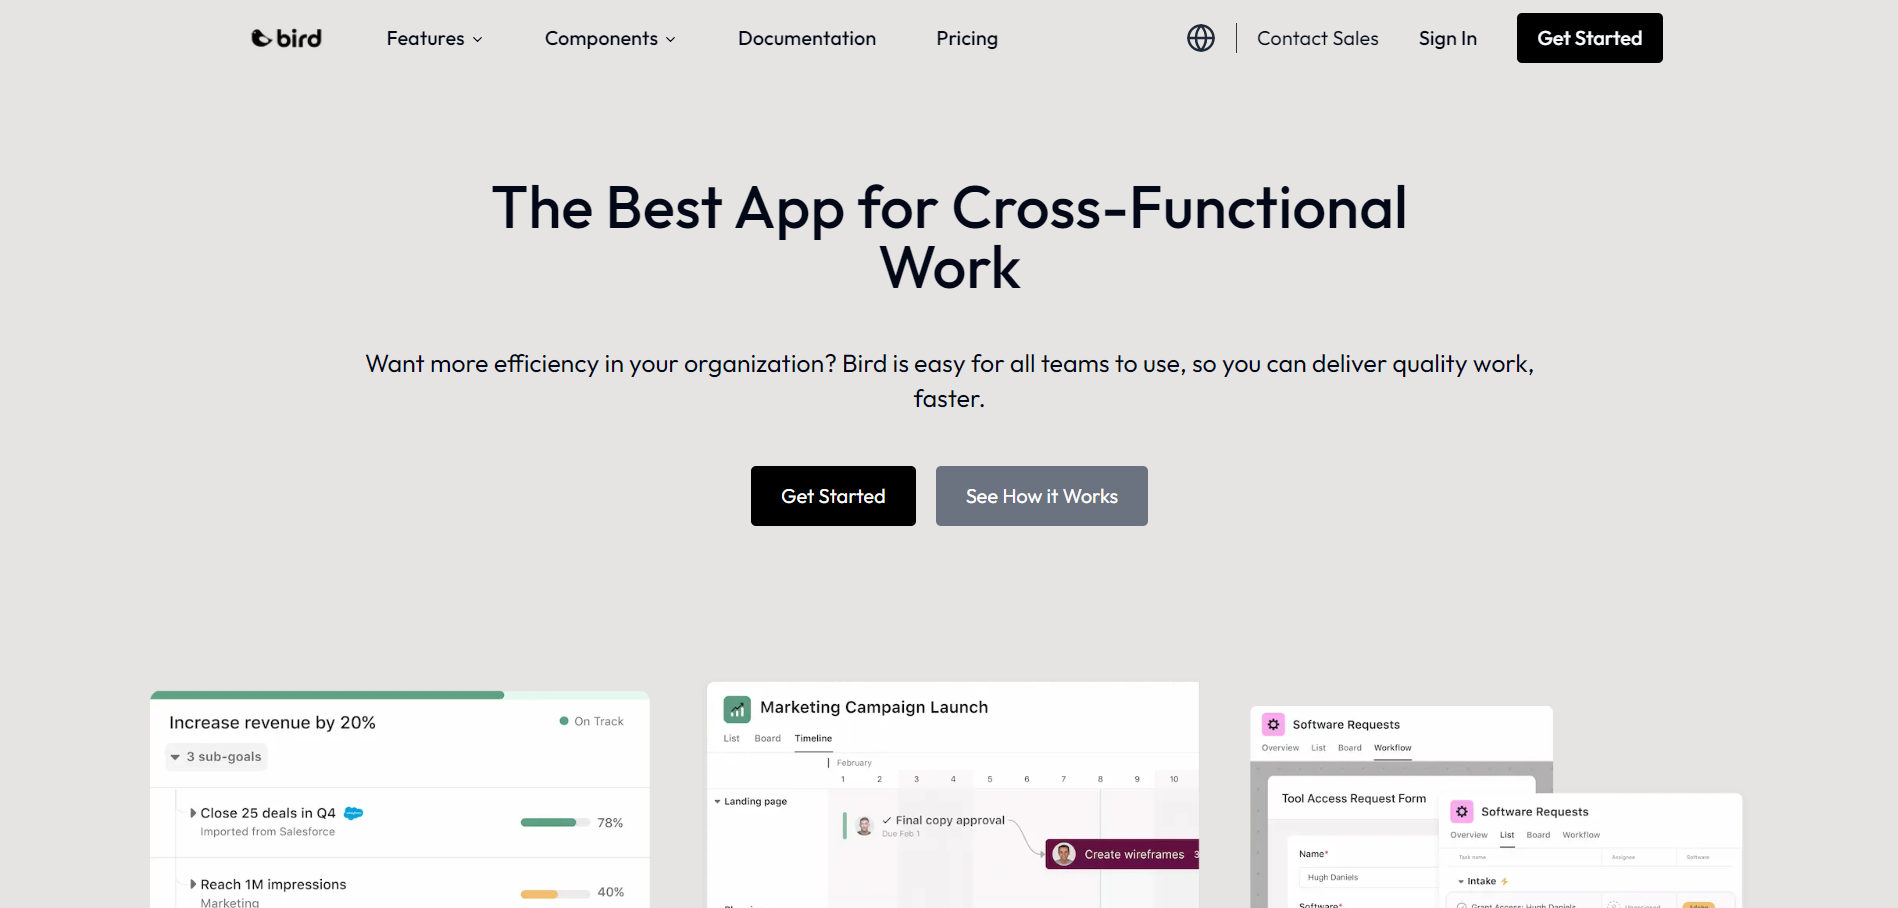 bird
Features
Components
Documentation
Pricing
Contact Sales
Sign In
Get Started
The Best App for Cross-Functional
Work
Want more efficiency in your organization? Bird is easy for all teams to use, so you can deliver quality work,
faster.
Get Started
See How it Works
Increase revenue by 20%
On Track
3 sub-goals
Close 25 deals in Q4
Imported from Salesforce
78%
Reach 1M impressions
Marketing
40%
Marketing Campaign Launch
List Board Timeline
February
1 2 3 4 5 6 7 8 9 10
Landing page
Final copy approval
Due Feb 1
Create wireframes
Software Requests
Overview List Board Workflow
Tool Access Request Form
Name*
Hugh Daniels
Software*
Software Requests
Overview List Board Workflow
Task name Assignee Software
Intake
Grant Access: Hugh Daniels